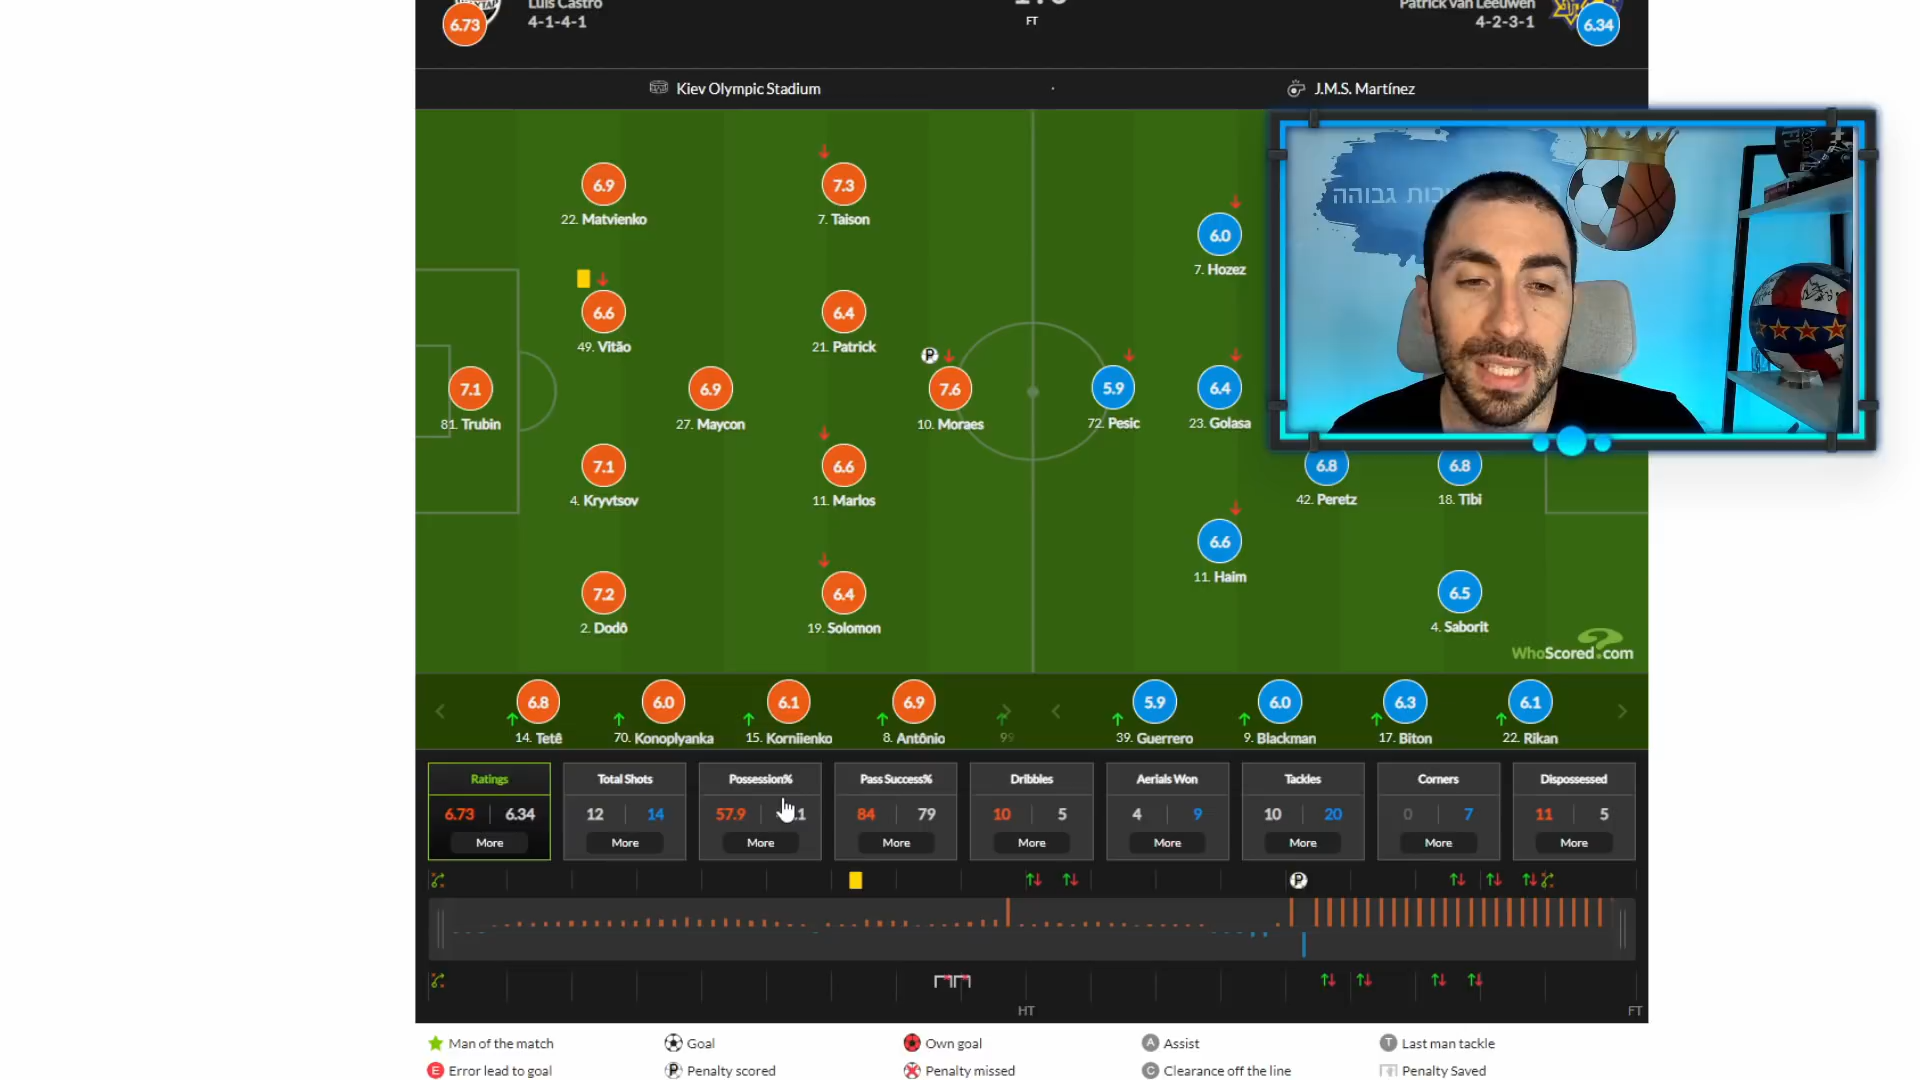 Luis Castro
Patrick van Leeuwen
6.73
4-1-4-1
FT
4-2-3-1
6.34
Kiev Olympic Stadium
J.M.S. Martínez
6.9
22. Matvienko
7.3
7. Taison
6.0
7. Hozez
6.6
49. Vitão
6.4
21. Patrick
P
7.1
81. Trubin
6.9
27. Maycon
7.6
10. Moraes
5.9
72. Pesic
6.4
23. Golasa
7.1
4. Kryvtsov
6.6
11. Marlos
6.8
42. Peretz
6.8
18. Tibi
6.6
11. Haim
7.2
2. Dodô
6.4
19. Solomon
6.5
4. Saborit
WhoScored.com
6.8
14. Tetê
6.0
70. Konoplyanka
6.1
15. Korniienko
6.9
8. Antônio
99
5.9
39. Guerrero
6.0
9. Blackman
6.3
17. Biton
6.1
22. Rikan
Ratings
6.73 6.34
More
Total Shots
12 14
More
Possession%
57.9
More
Pass Success%
84 79
More
Dribbles
10 5
More
Aerials Won
4 9
More
Tackles
10 20
More
Corners
0 7
More
Dispossessed
11 5
More
P
HT
FT
Man of the match
Goal
Own goal
A Assist
T Last man tackle
E Error lead to goal
P Penalty scored
Penalty missed
C Clearance off the line
Penalty Saved
גבוהה